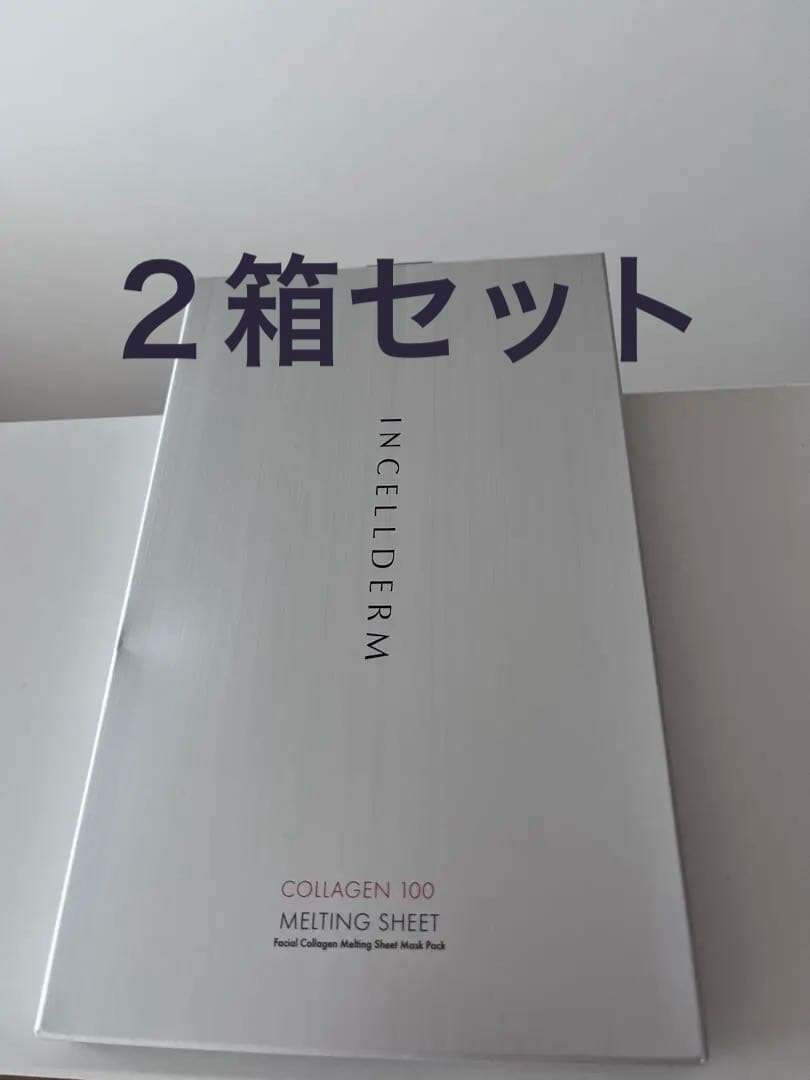 ２箱セット
INCELLDERM
COLLAGEN 100
MELTING SHEET
Facial Collagen Melting Sheet Mask Pack